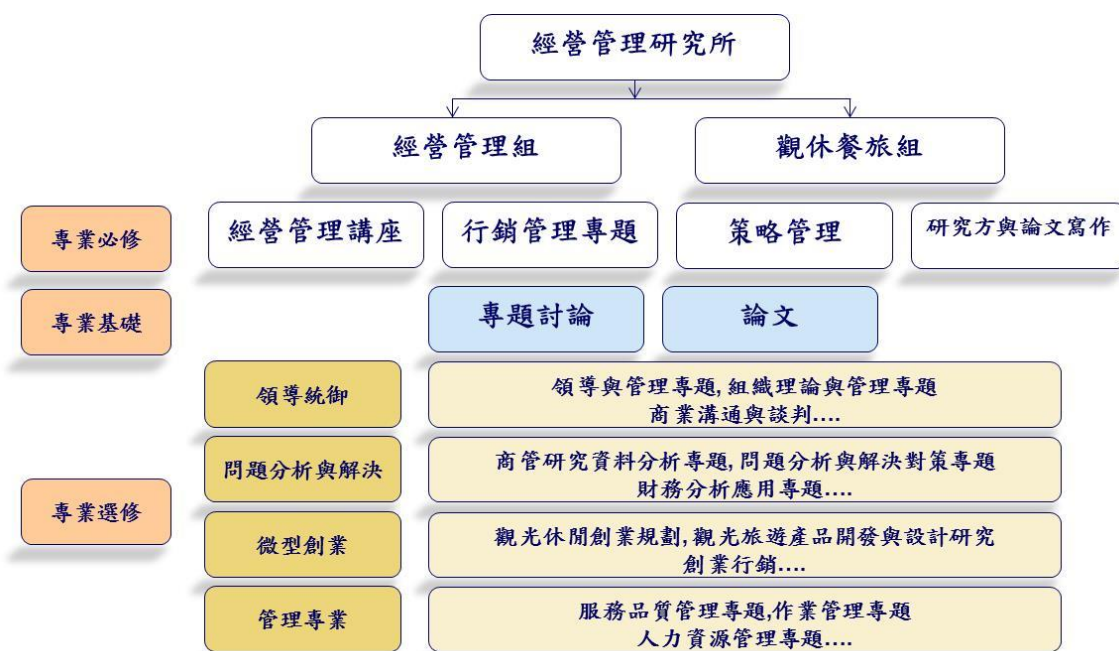 經營管理研究所
經營管理組
觀休餐旅組
專業必修
經營管理講座
行銷管理專題
策略管理
研究方與論文寫作
專業基礎
專題討論
論文
專業選修
領導統御
領導與管理專題, 組織理論與管理專題
商業溝通與談判....
問題分析與解決
商管研究資料分析專題, 問題分析與解決對策專題
財務分析應用專題....
微型創業
觀光休閒創業規劃, 觀光旅遊產品開發與設計研究
創業行銷....
管理專業
服務品質管理專題,作業管理專題
人力資源管理專題....